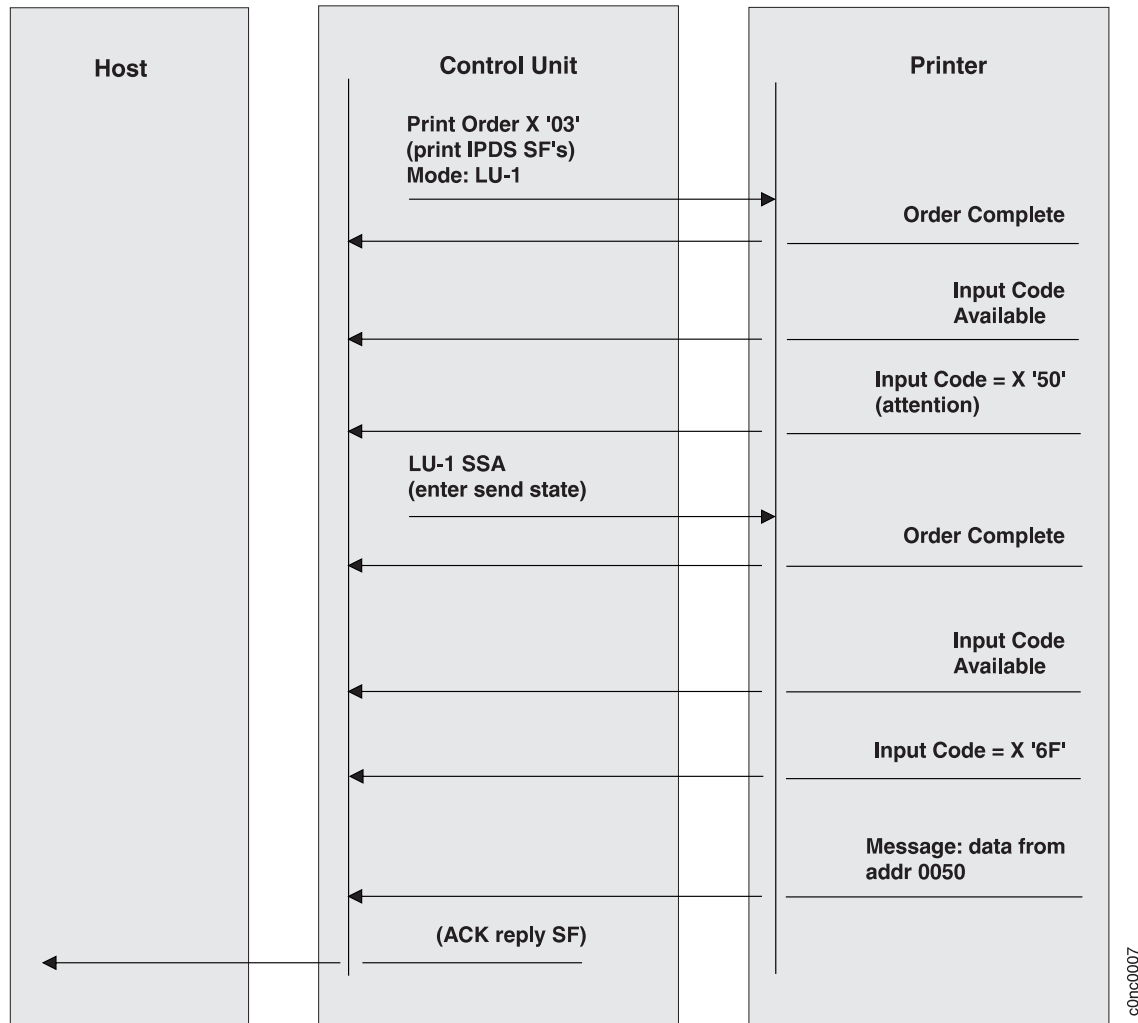 Host
Control Unit
Printer
Print Order X '03'
(print IPDS SF's)
Mode: LU-1
Order Complete
Input Code
Available
Input Code = X '50'
(attention)
LU-1 SSA
(enter send state)
Order Complete
Input Code
Available
Input Code = X '6F'
Message: data from
addr 0050
(ACK reply SF)
c0nc0007